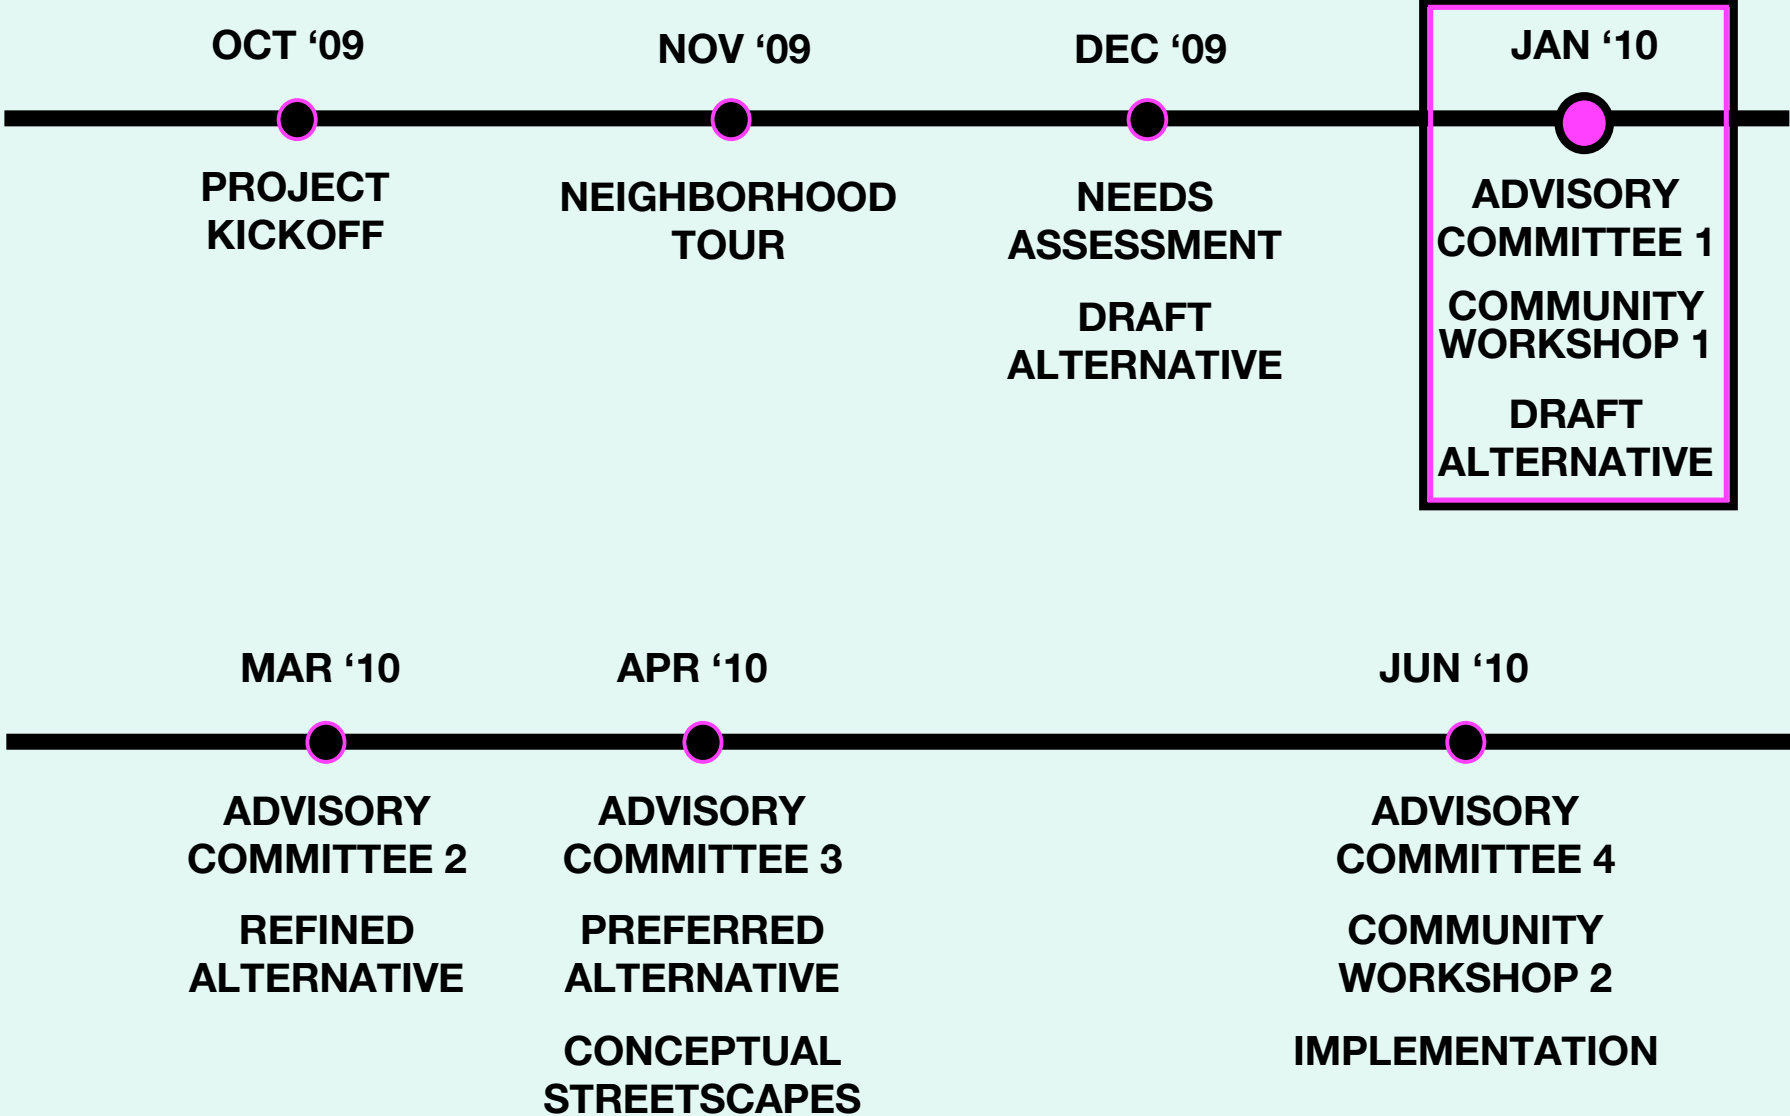 OCT ‘09
PROJECT
KICKOFF
NOV ‘09
NEIGHBORHOOD
TOUR
DEC ‘09
NEEDS
ASSESSMENT
DRAFT
ALTERNATIVE
JAN ‘10
ADVISORY
COMMITTEE 1
COMMUNITY
WORKSHOP 1
DRAFT
ALTERNATIVE
MAR ‘10
ADVISORY
COMMITTEE 2
REFINED
ALTERNATIVE
APR ‘10
ADVISORY
COMMITTEE 3
PREFERRED
ALTERNATIVE
CONCEPTUAL
STREETSCAPES
JUN ‘10
ADVISORY
COMMITTEE 4
COMMUNITY
WORKSHOP 2
IMPLEMENTATION